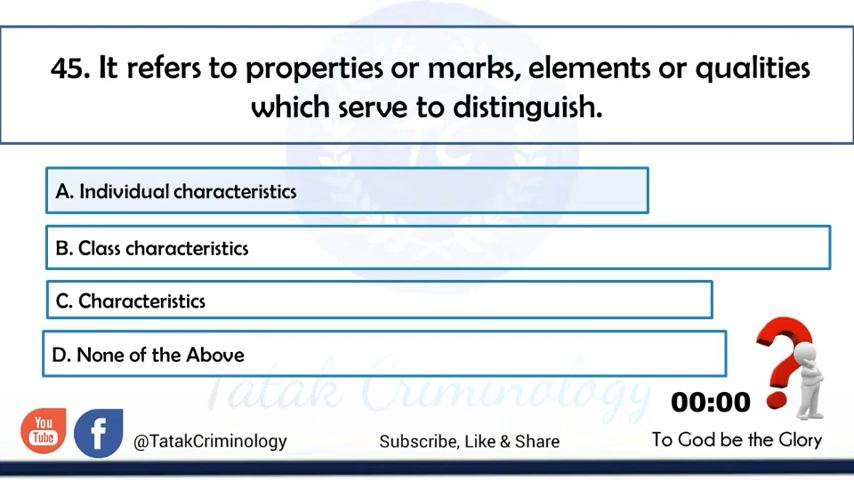 45. It refers to properties or marks, elements or qualities
which serve to distinguish.
TC
A. Individual characteristics
B. Class characteristics
C. Characteristics
D. None of the Above
Tatak Criminology
00:00
You
Tube
f
@TatakCriminology
Subscribe, Like & Share
To God be the Glory